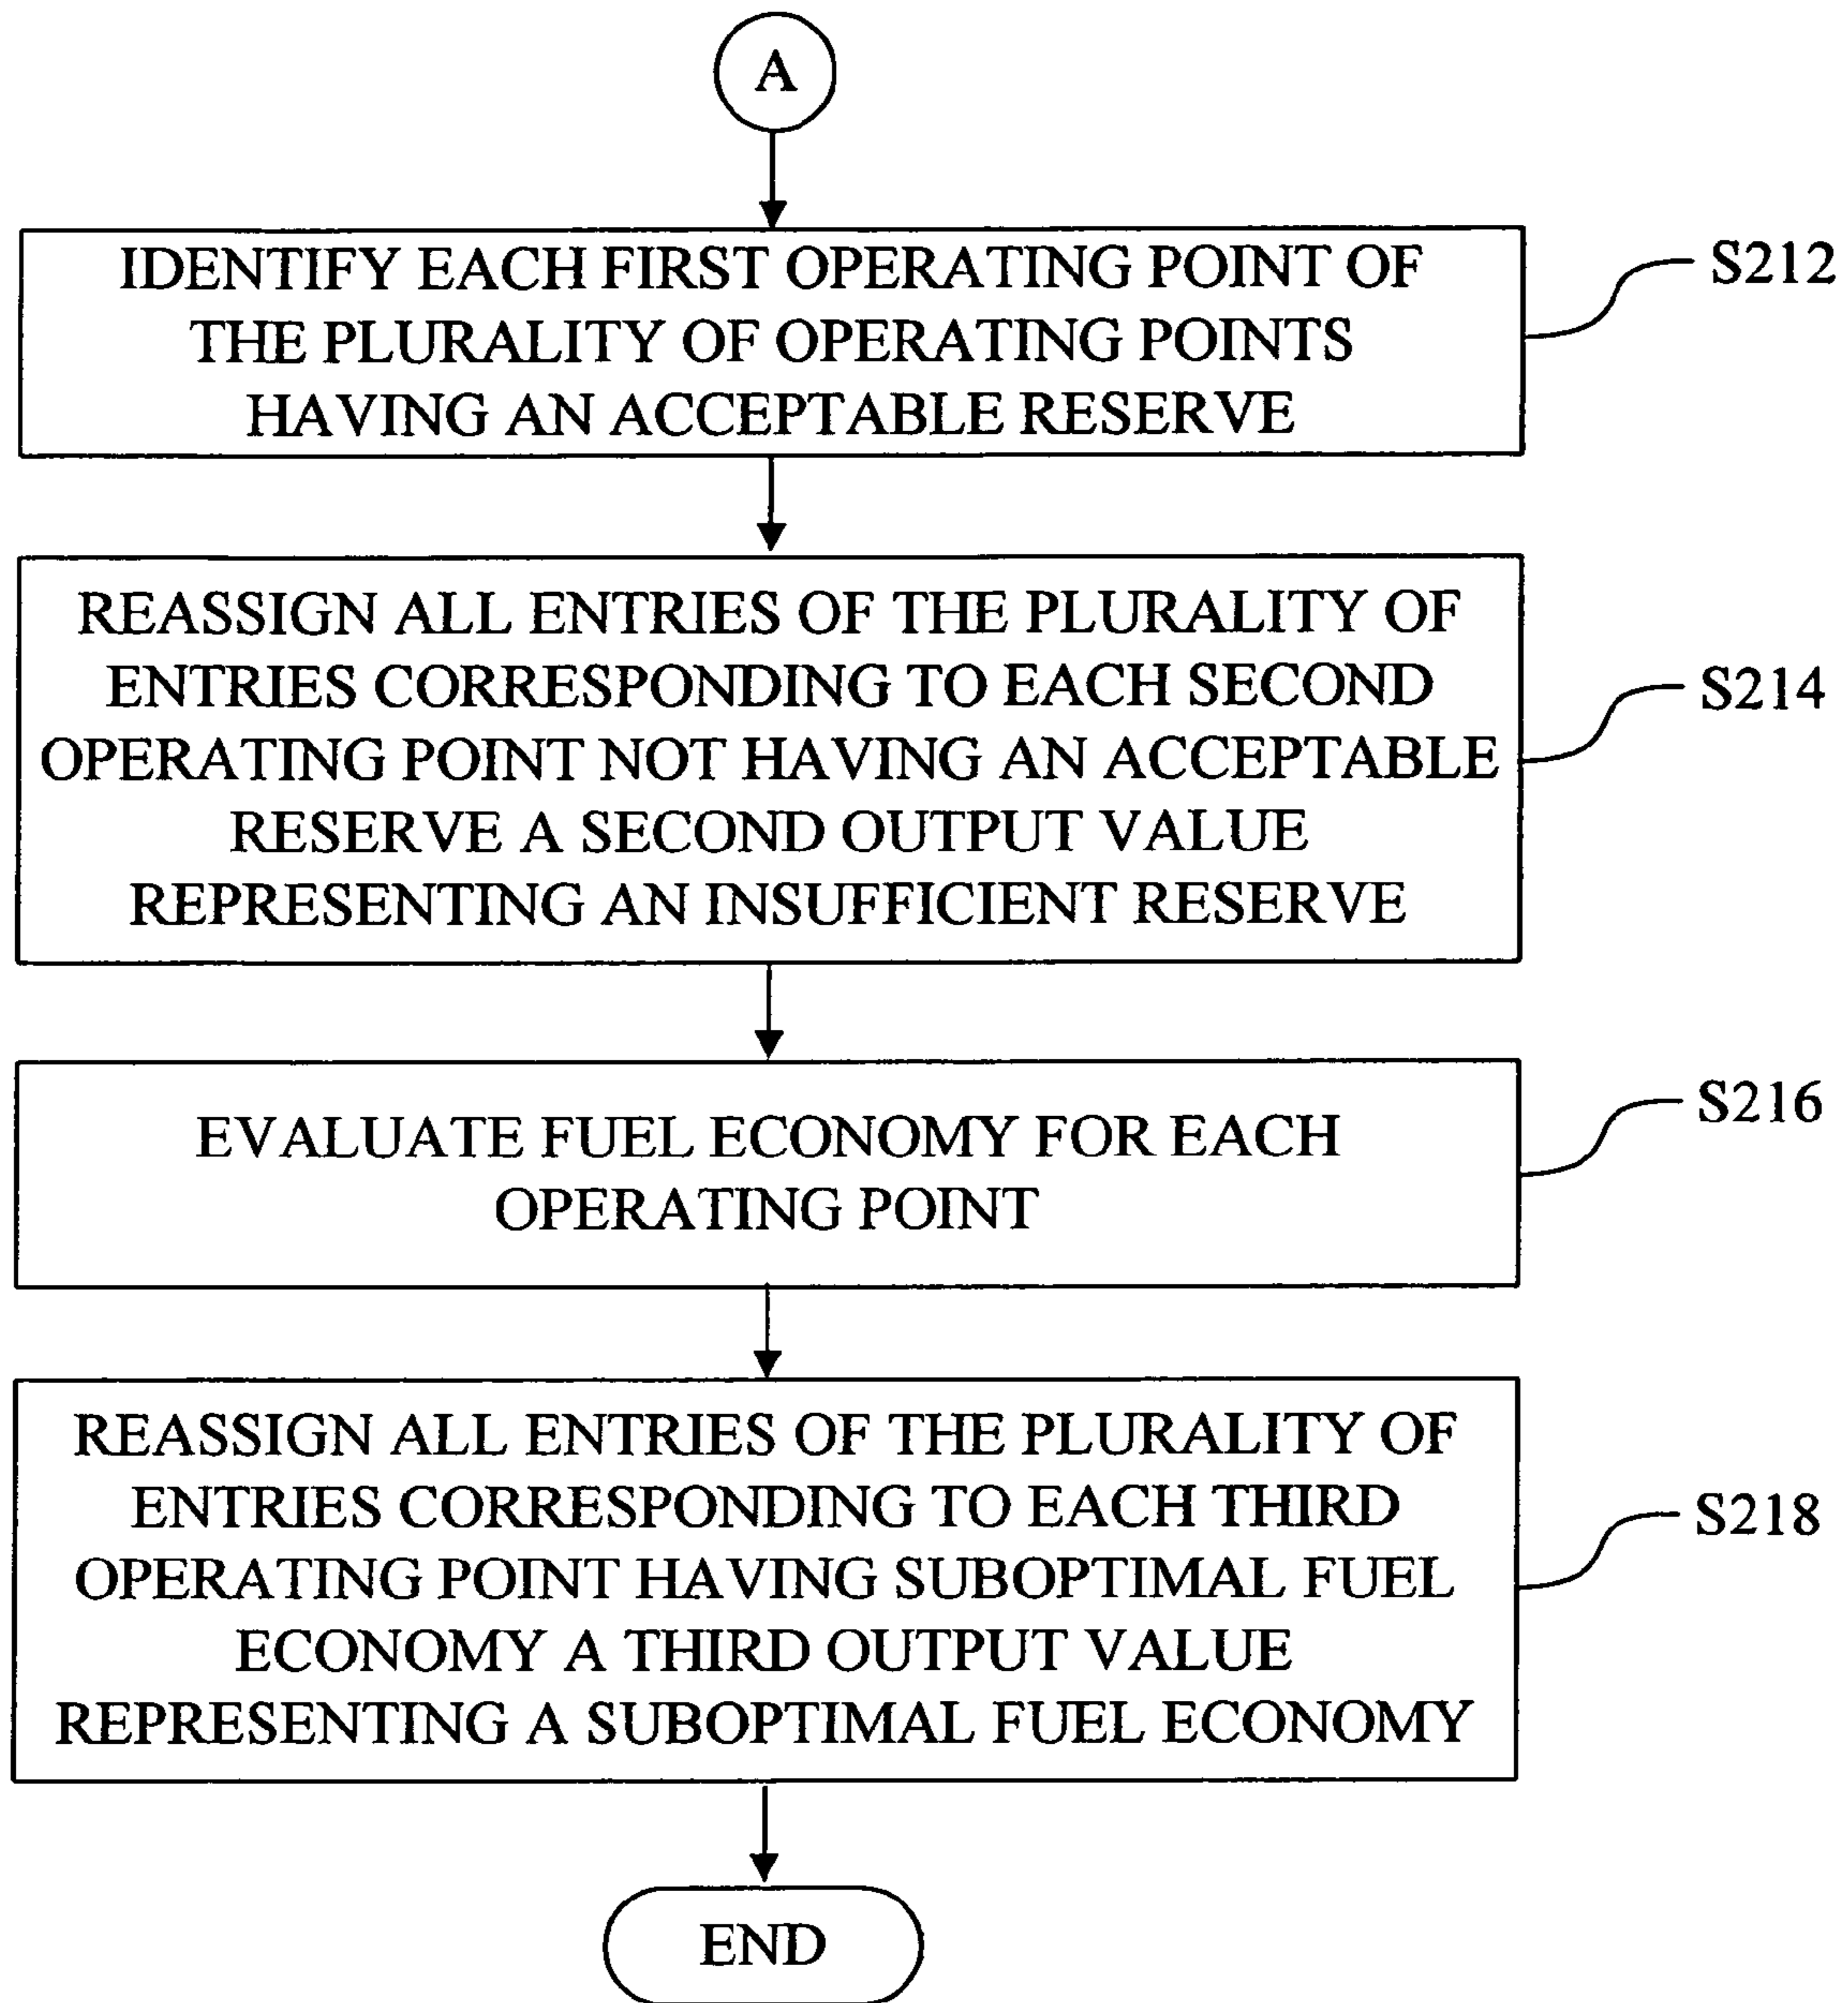 A
IDENTIFY EACH FIRST OPERATING POINT OF
THE PLURALITY OF OPERATING POINTS
HAVING AN ACCEPTABLE RESERVE
S212
REASSIGN ALL ENTRIES OF THE PLURALITY OF
ENTRIES CORRESPONDING TO EACH SECOND
OPERATING POINT NOT HAVING AN ACCEPTABLE
RESERVE A SECOND OUTPUT VALUE
REPRESENTING AN INSUFFICIENT RESERVE
S214
EVALUATE FUEL ECONOMY FOR EACH
OPERATING POINT
S216
REASSIGN ALL ENTRIES OF THE PLURALITY OF
ENTRIES CORRESPONDING TO EACH THIRD
OPERATING POINT HAVING SUBOPTIMAL FUEL
ECONOMY A THIRD OUTPUT VALUE
REPRESENTING A SUBOPTIMAL FUEL ECONOMY
S218
END